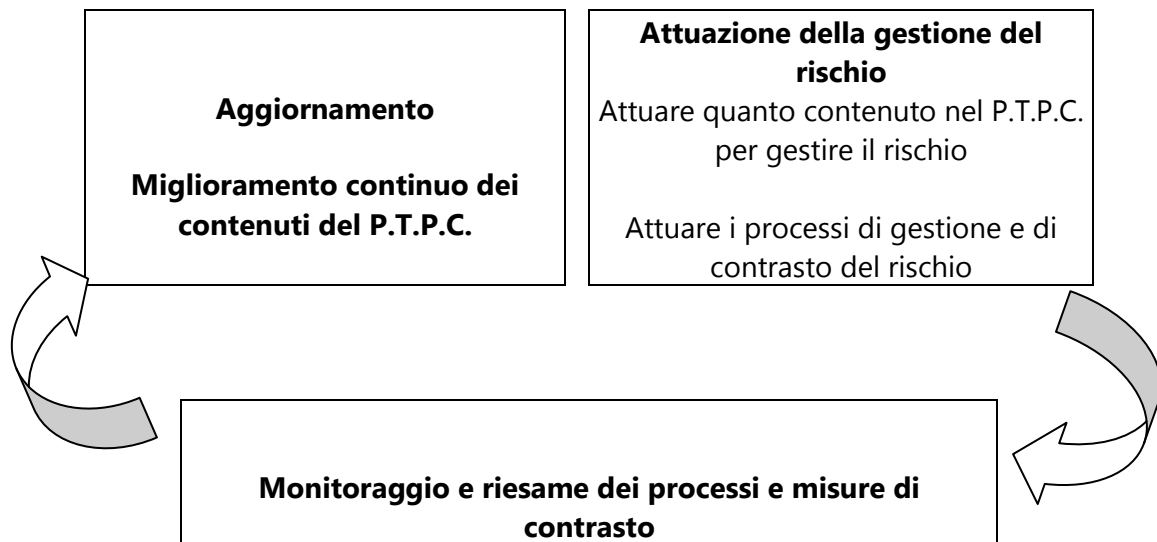 Aggiornamento
Miglioramento continuo dei
contenuti del P.T.P.C.
Attuazione della gestione del
rischio
Attuare quanto contenuto nel P.T.P.C.
per gestire il rischio
Attuare i processi di gestione e di
contrasto del rischio
Monitoraggio e riesame dei processi e misure di
contrasto